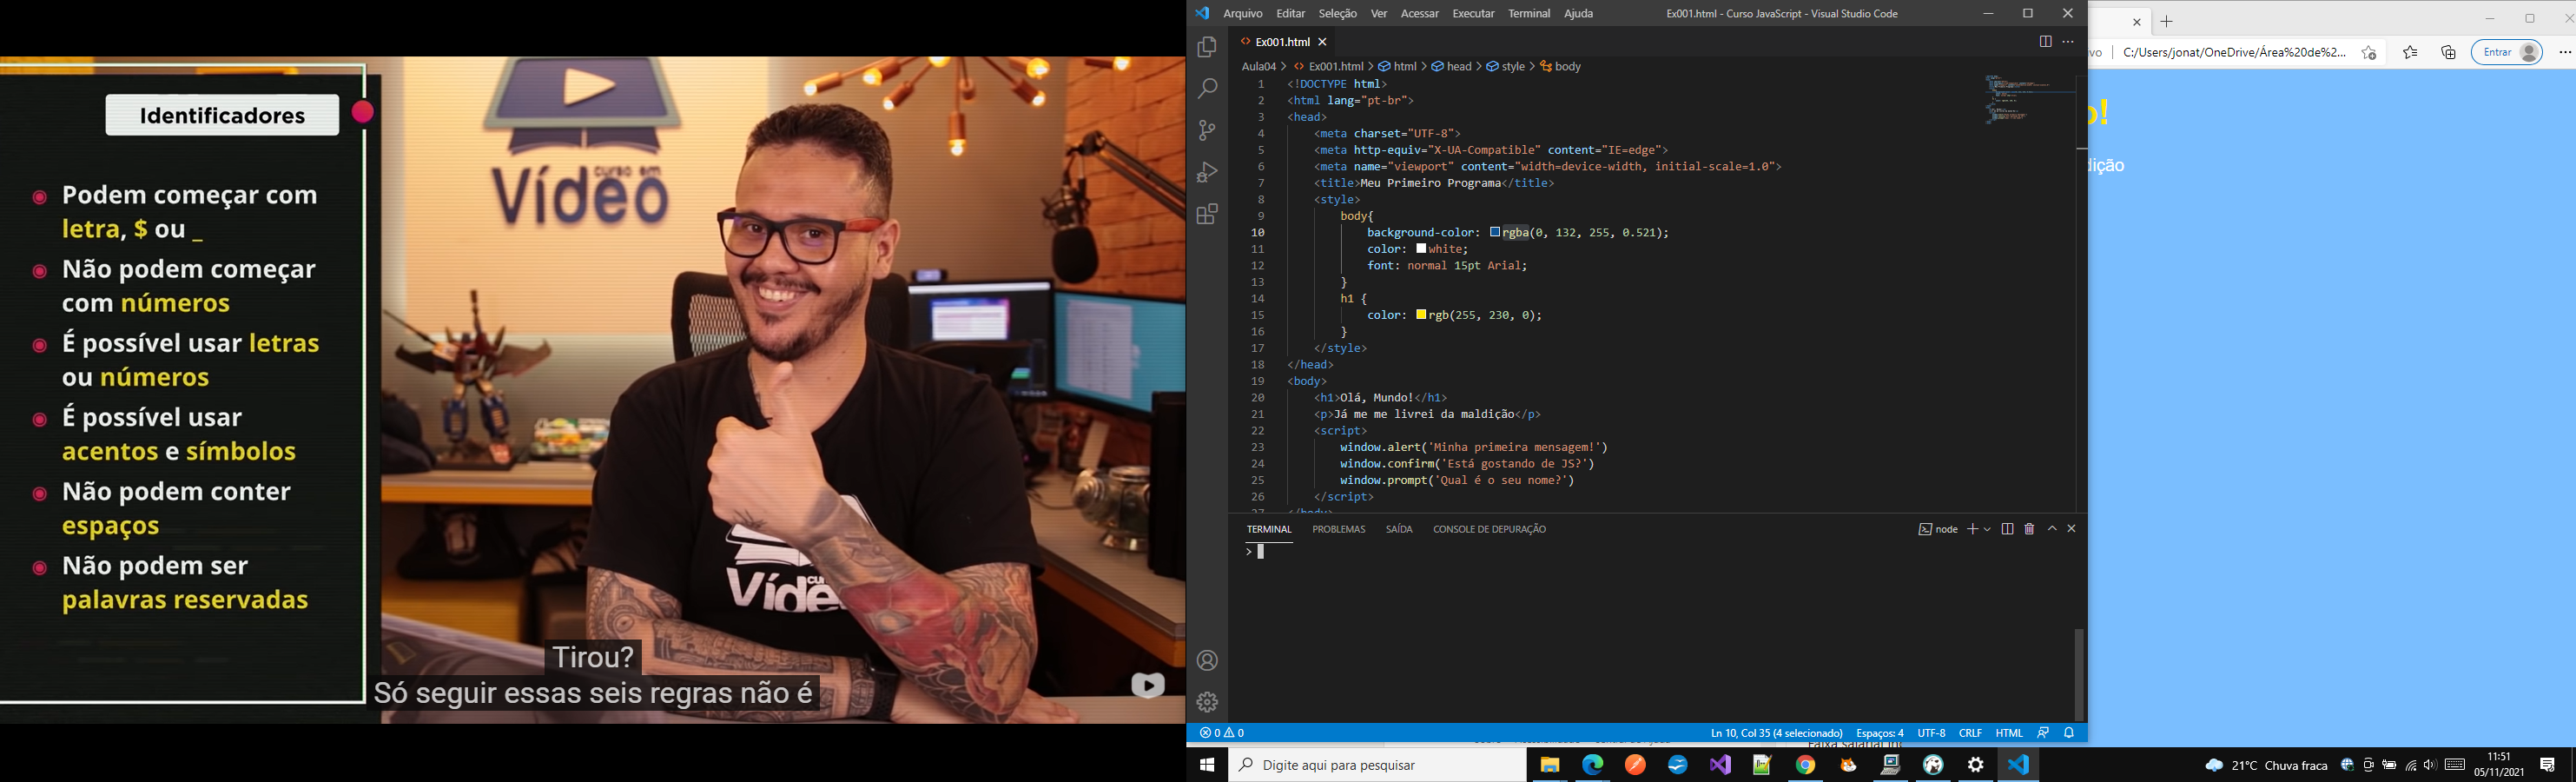 Identificadores
Podem começar com
letra, $ ou _
Não podem começar
com números
É possível usar letras
ou números
É possível usar
acentos e símbolos
Não podem conter
espaços
Não podem ser
palavras reservadas
curso em
Vídeo
Tirou?
Só seguir essas seis regras não é
Arquivo Editar Seleção Ver Acessar Executar Terminal Ajuda
Ex001.html - Curso JavaScript - Visual Studio Code
Ex001.html
Aula04 > Ex001.html > html > head > style > body
1 <!DOCTYPE html>
2 <html lang="pt-br">
3 <head>
4 <meta charset="UTF-8">
5 <meta http-equiv="X-UA-Compatible" content="IE=edge">
6 <meta name="viewport" content="width=device-width, initial-scale=1.0">
7 <title>Meu Primeiro Programa</title>
8 <style>
9 body{
10 background-color: rgba(0, 132, 255, 0.521);
11 color: white;
12 font: normal 15pt Arial;
13 }
14 h1 {
15 color: rgb(255, 230, 0);
16 }
17 </style>
18 </head>
19 <body>
20 <h1>Olá, Mundo!</h1>
21 <p>Já me me livrei da maldição</p>
22 <script>
23 window.alert('Minha primeira mensagem!')
24 window.confirm('Está gostando de JS?')
25 window.prompt('Qual é o seu nome?')
26 </script>
TERMINAL PROBLEMAS SAÍDA CONSOLE DE DEPURAÇÃO
node
>
0 0
Ln 10, Col 35 (4 selecionado) Espaços: 4 UTF-8 CRLF HTML
C:/Users/jonat/OneDrive/Área%20de%2...
Entrar
o!
dição
Digite aqui para pesquisar
21°C Chuva fraca
11:51
05/11/2021